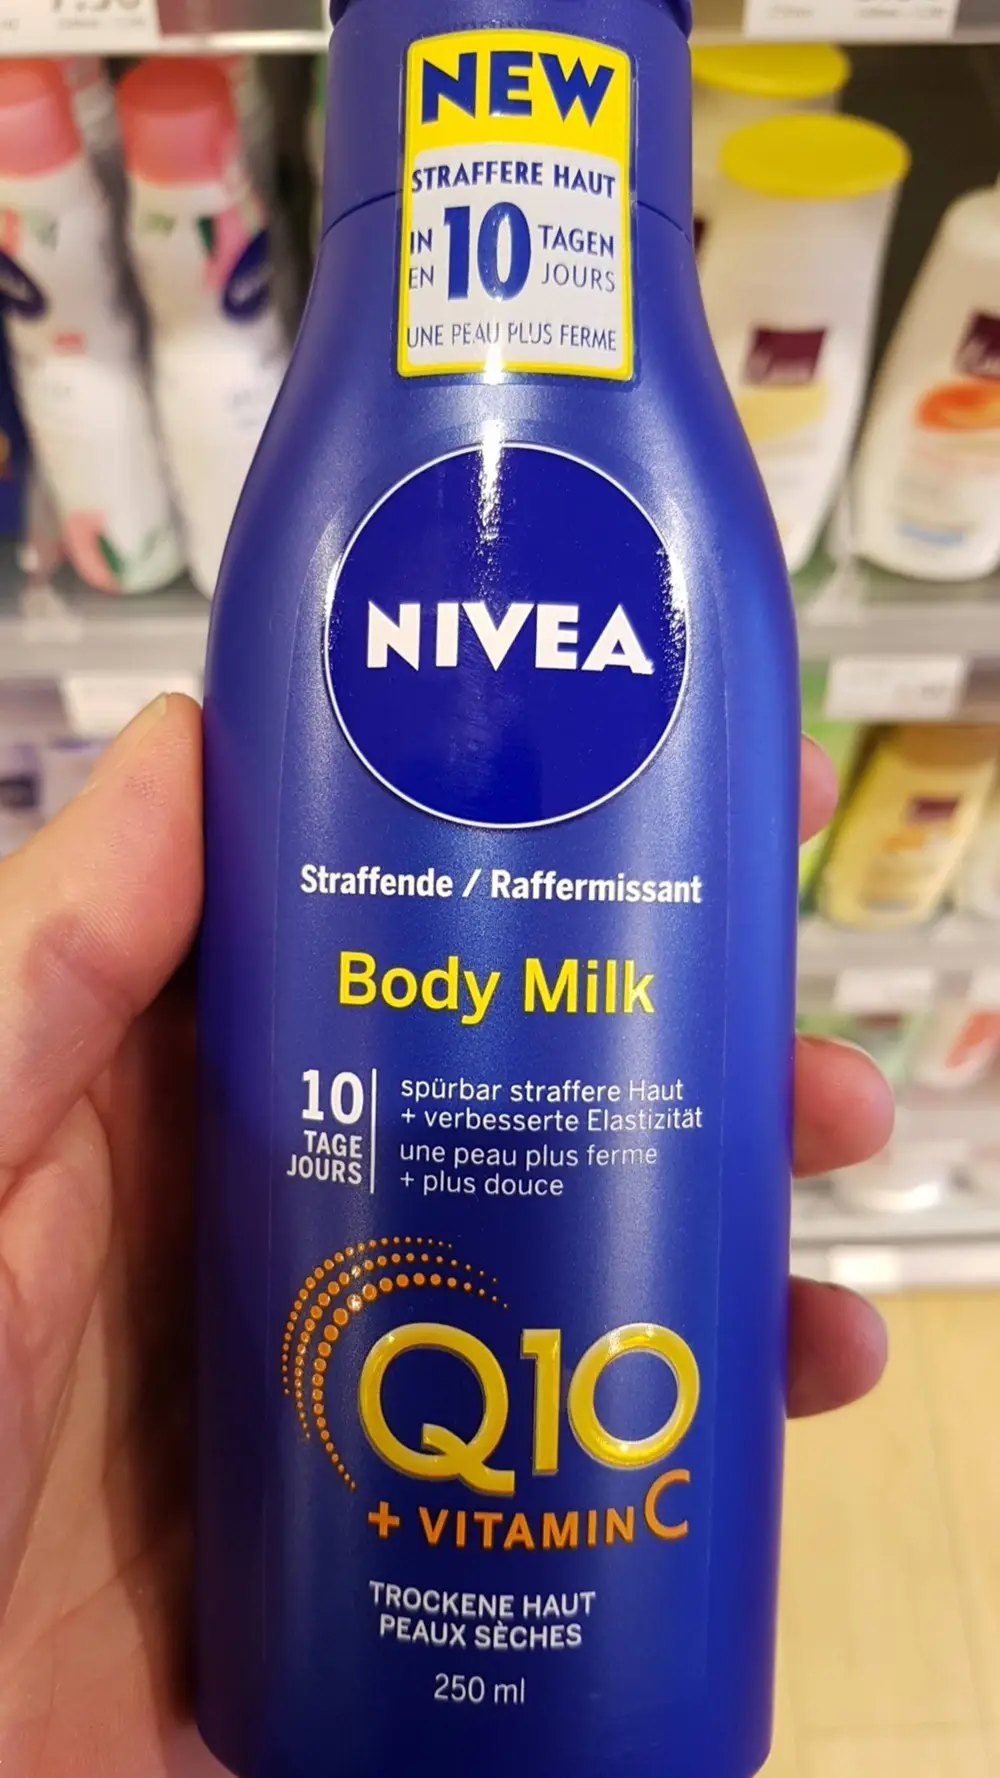 NEW
STRAFFERE HAUT
IN 10 TAGEN
EN JOURS
UNE PEAU PLUS FERME
NIVEA
Straffende / Raffermissant
Body Milk
10 TAGE JOURS
spürbar straffere Haut
+ verbesserte Elastizität
une peau plus ferme
+ plus douce
Q10
+ VITAMIN C
TROCKENE HAUT
PEAUX SÈCHES
250 ml